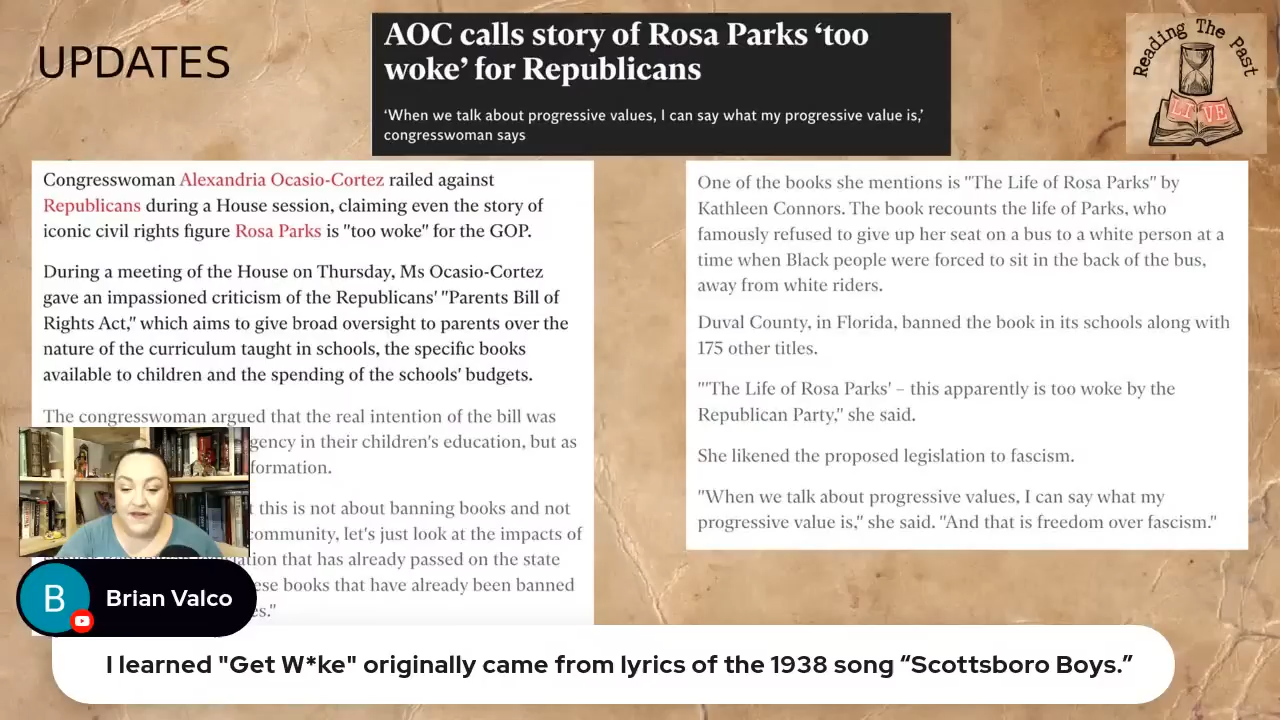 UPDATES
AOC calls story of Rosa Parks ‘too
woke’ for Republicans
‘When we talk about progressive values, I can say what my progressive value is,’
congresswoman says
Reading The Past
LIVE
Congresswoman Alexandria Ocasio-Cortez railed against
Republicans during a House session, claiming even the story of
iconic civil rights figure Rosa Parks is "too woke" for the GOP.
During a meeting of the House on Thursday, Ms Ocasio-Cortez
gave an impassioned criticism of the Republicans' "Parents Bill of
Rights Act," which aims to give broad oversight to parents over the
nature of the curriculum taught in schools, the specific books
available to children and the spending of the schools' budgets.
The congresswoman argued that the real intention of the bill was
gency in their children's education, but as
formation.
t this is not about banning books and not
community, let's just look at the impacts of
ation that has already passed on the state
ese books that have already been banned
es."
One of the books she mentions is "The Life of Rosa Parks" by
Kathleen Connors. The book recounts the life of Parks, who
famously refused to give up her seat on a bus to a white person at a
time when Black people were forced to sit in the back of the bus,
away from white riders.
Duval County, in Florida, banned the book in its schools along with
175 other titles.
"'The Life of Rosa Parks' – this apparently is too woke by the
Republican Party," she said.
She likened the proposed legislation to fascism.
"When we talk about progressive values, I can say what my
progressive value is," she said. "And that is freedom over fascism."
B
Brian Valco
I learned "Get W*ke" originally came from lyrics of the 1938 song “Scottsboro Boys.”